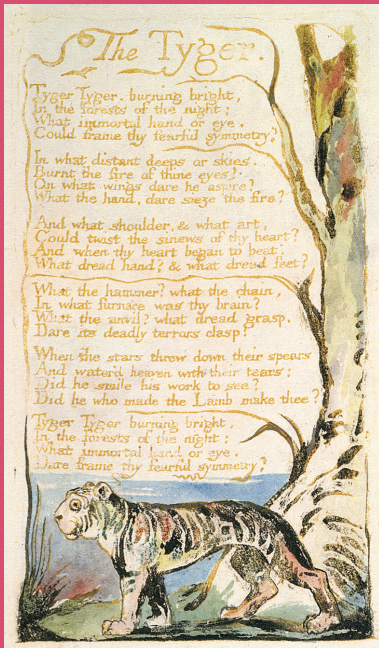 The Tyger.
Tyger Tyger. burning bright,
In the forests of the night;
What immortal hand or eye.
Could frame thy fearful symmetry?
In what distant deeps or skies.
Burnt the fire of thine eyes?
On what wings dare he aspire?
What the hand, dare sieze the fire?
And what shoulder, & what art,
Could twist the sinews of thy heart?
And when thy heart began to beat,
What dread hand? & what dread feet?
What the hammer? what the chain,
In what furnace was thy brain?
What the anvil? what dread grasp.
Dare its deadly terrors clasp?
When the stars threw down their spears
And water'd heaven with their tears:
Did he smile his work to see?
Did he who made the Lamb make thee?
Tyger Tyger burning bright,
In the forests of the night:
What immortal hand or eye,
Dare frame thy fearful symmetry?